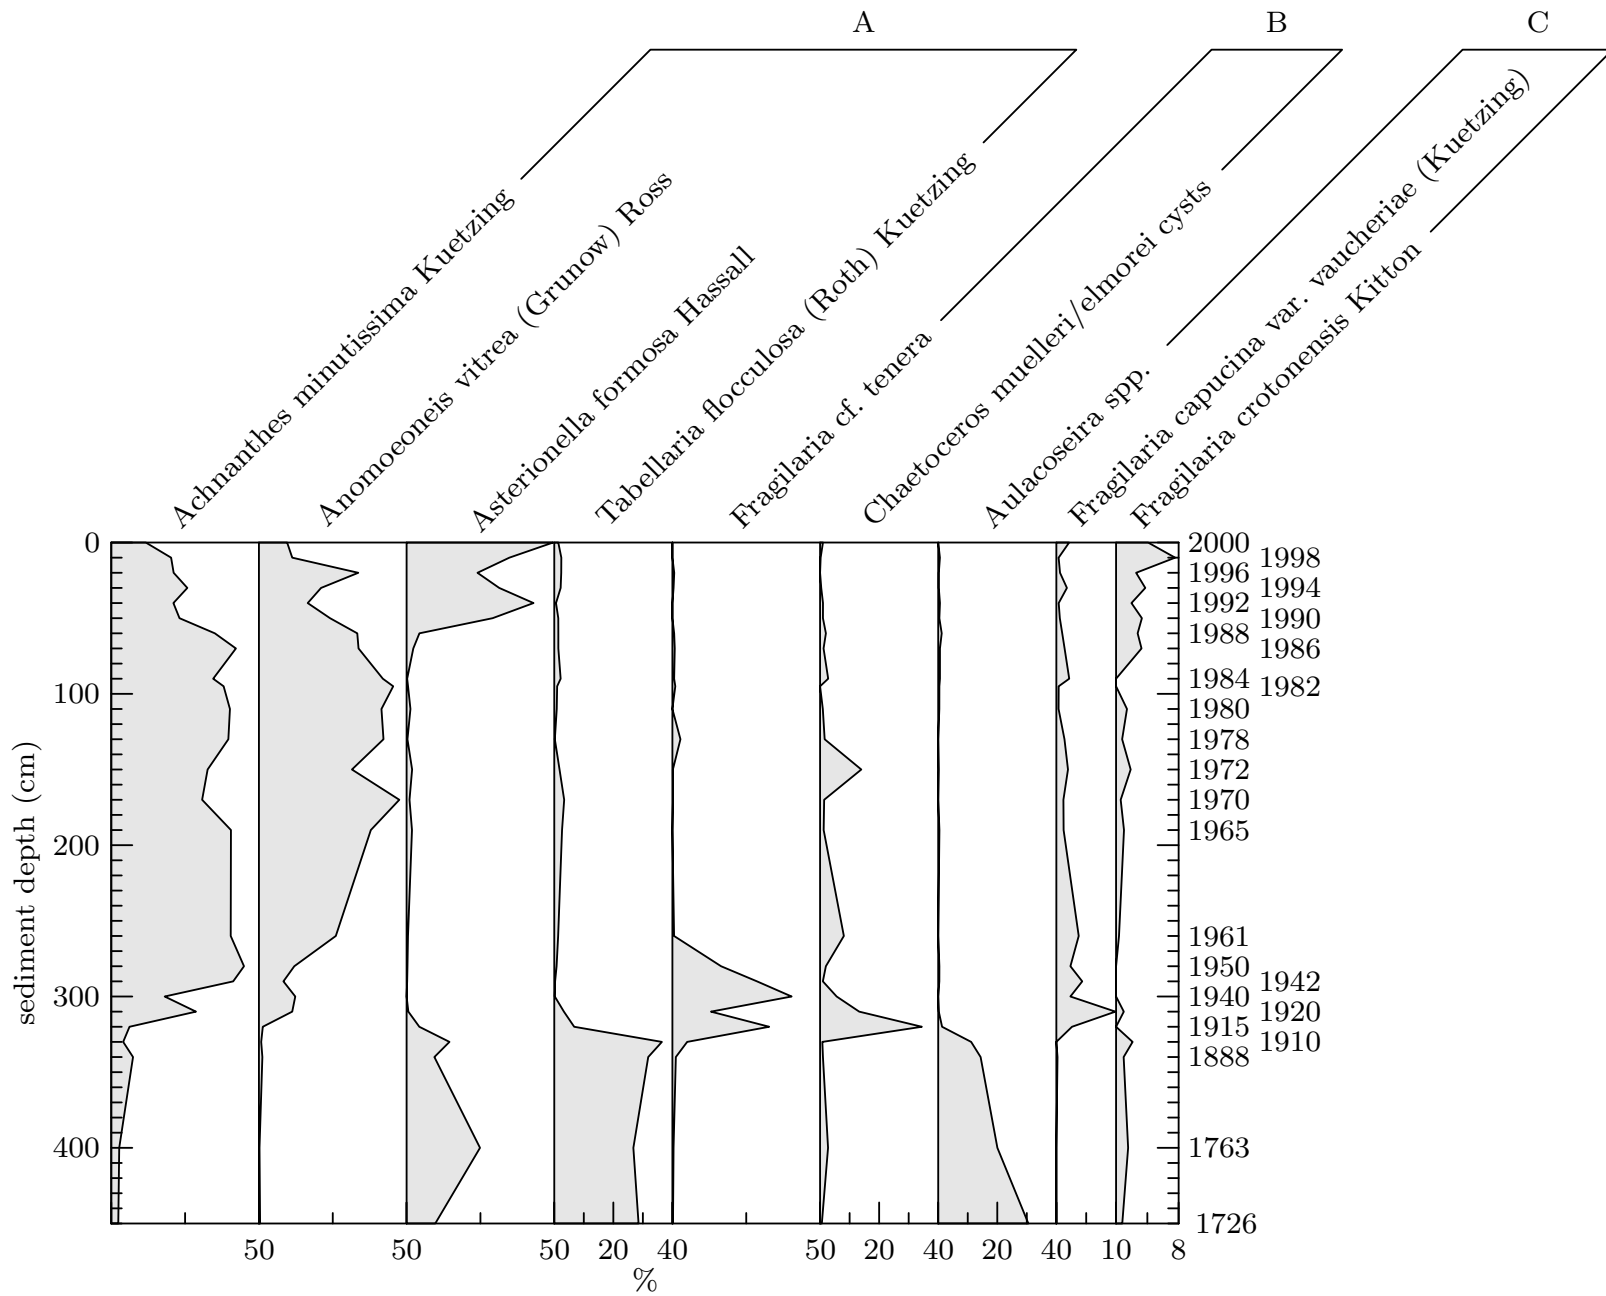 A
B
C
Achnanthes minutissima Kuetzing
Anomoeoneis vitrea (Grunow) Ross
Asterionella formosa Hassall
Tabellaria flocculosa (Roth) Kuetzing
Fragilaria cf. tenera
Chaetoceros muelleri/elmorei cysts
Aulacoseira spp.
Fragilaria capucina var. vaucheriae (Kuetzing)
Fragilaria crotonensis Kitton
sediment depth (cm)
0
100
200
300
400
2000
1998
1996
1994
1992
1990
1988
1986
1984
1982
1980
1978
1972
1970
1965
1961
1950
1942
1940
1920
1915
1910
1888
1763
1726
50 50 50 20 40 50 20 40 20 40 10 8
%